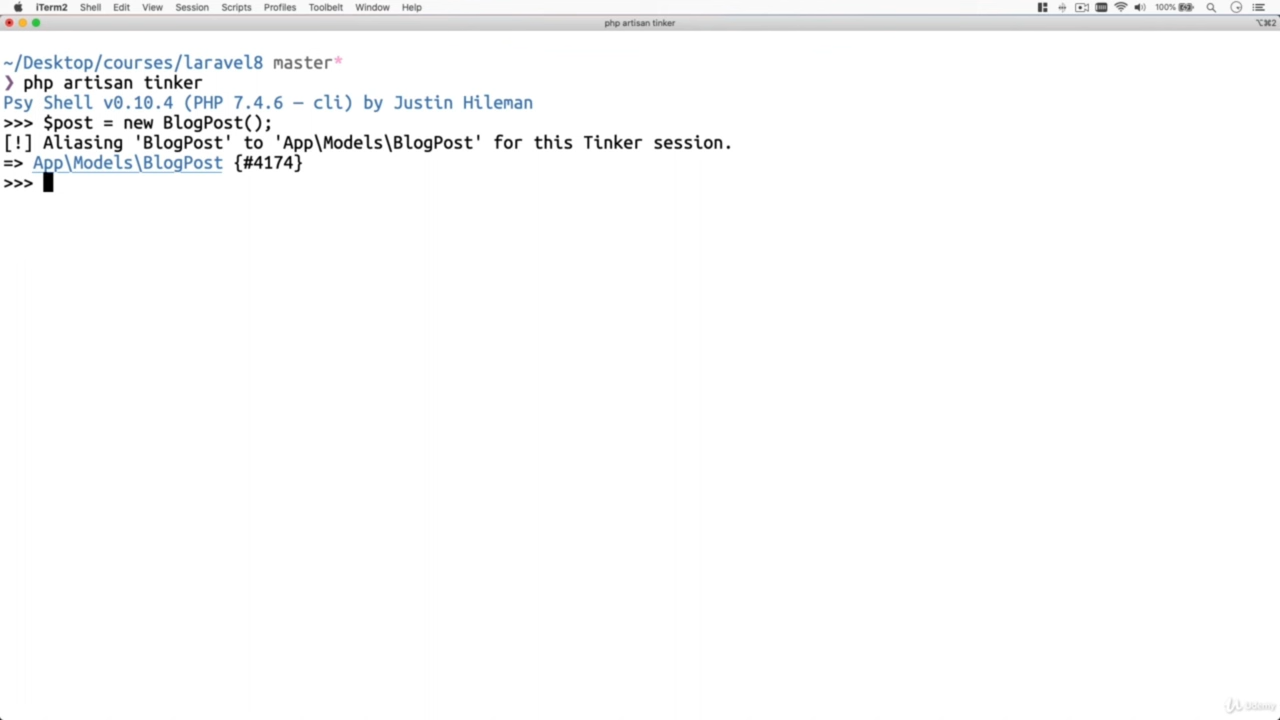 iTerm2 Shell Edit View Session Scripts Profiles Toolbelt Window Help 100%
php artisan tinker
⌥⌘2
~/Desktop/courses/laravel8 master*
❯ php artisan tinker
Psy Shell v0.10.4 (PHP 7.4.6 — cli) by Justin Hileman
>>> $post = new BlogPost();
[!] Aliasing 'BlogPost' to 'App\Models\BlogPost' for this Tinker session.
=> App\Models\BlogPost {#4174}
>>>
Udemy